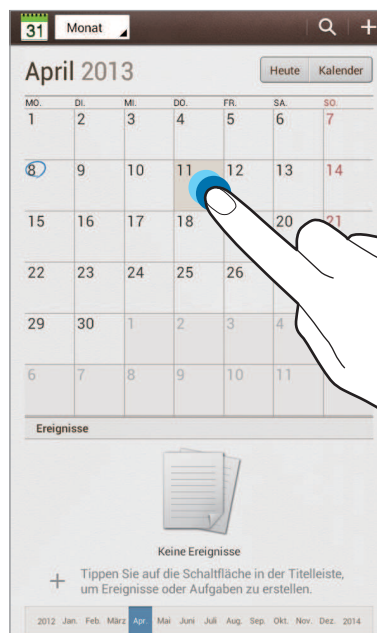 31 Monat
April 2013 Heute Kalender
MO. DI. MI. DO. FR. SA. SO.
1 2 3 4 5 6 7
8 9 10 11 12 13 14
15 16 17 18 20 21
22 23 24 25 26
29 30 1 2 3 4
6 7 8 9 10 11
Ereignisse
Keine Ereignisse
+ Tippen Sie auf die Schaltfläche in der Titelleiste,
um Ereignisse oder Aufgaben zu erstellen.
2012 Jan. Feb. März Apr. Mai Juni Juli Aug. Sep. Okt. Nov. Dez. 2014